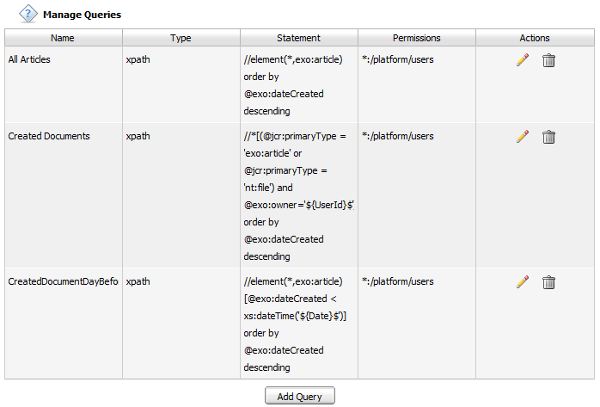 Manage Queries
Name Type Statement Permissions Actions
All Articles xpath //element(*,exo:article) *:/platform/users
order by
@exo:dateCreated
descending
Created Documents xpath //*[(@jcr:primaryType = *:/platform/users
'exo:article' or
@jcr:primaryType =
'nt:file') and
@exo:owner='${UserId}$'
order by
@exo:dateCreated
descending
CreatedDocumentDayBefo xpath //element(*,exo:article) *:/platform/users
[@exo:dateCreated <
xs:dateTime('${Date}$')]
order by
@exo:dateCreated
descending
Add Query